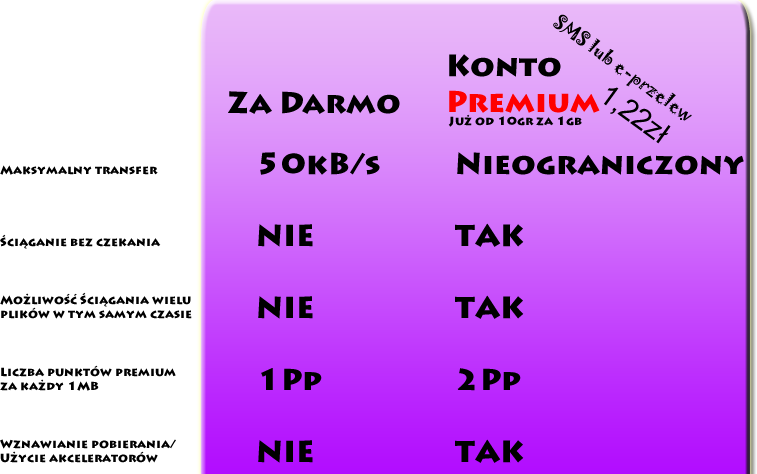 SMS lub e-przelew
1,22zł
Konto
Za Darmo Premium
Już od 10gr za 1gb
Maksymalny transfer 50kB/s Nieograniczony
Ściąganie bez czekania NIE TAK
Możliwość Ściągania wielu
plików w tym samym czasie NIE TAK
Liczba punktów premium
za każdy 1MB 1Pp 2Pp
Wznawianie pobierania/
Użycie akceleratorów NIE TAK